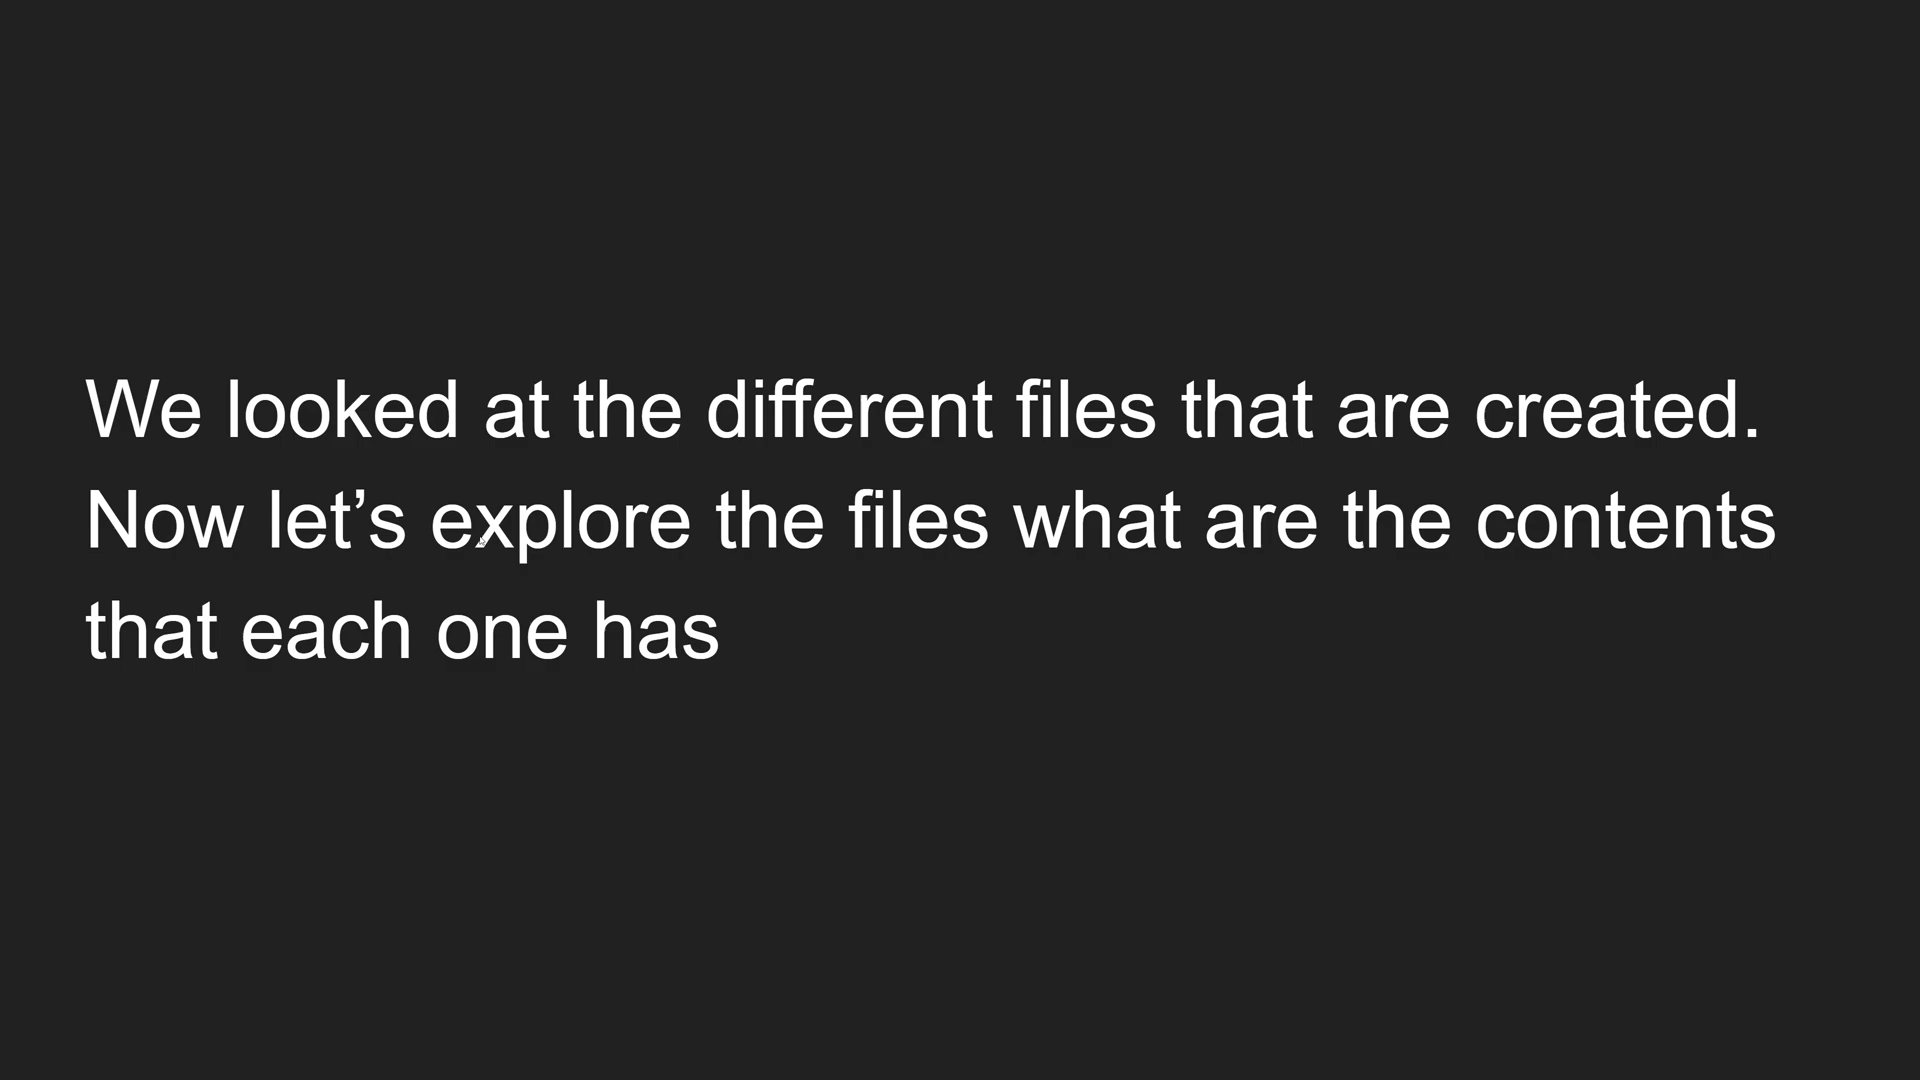 We looked at the different files that are created.
Now let’s explore the files what are the contents
that each one has